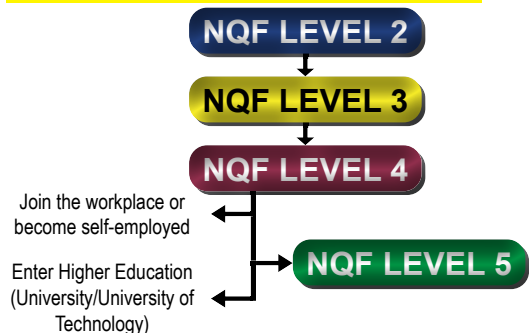 NQF LEVEL 2
NQF LEVEL 3
NQF LEVEL 4
Join the workplace or
become self-employed
NQF LEVEL 5
Enter Higher Education
(University/University of
Technology)